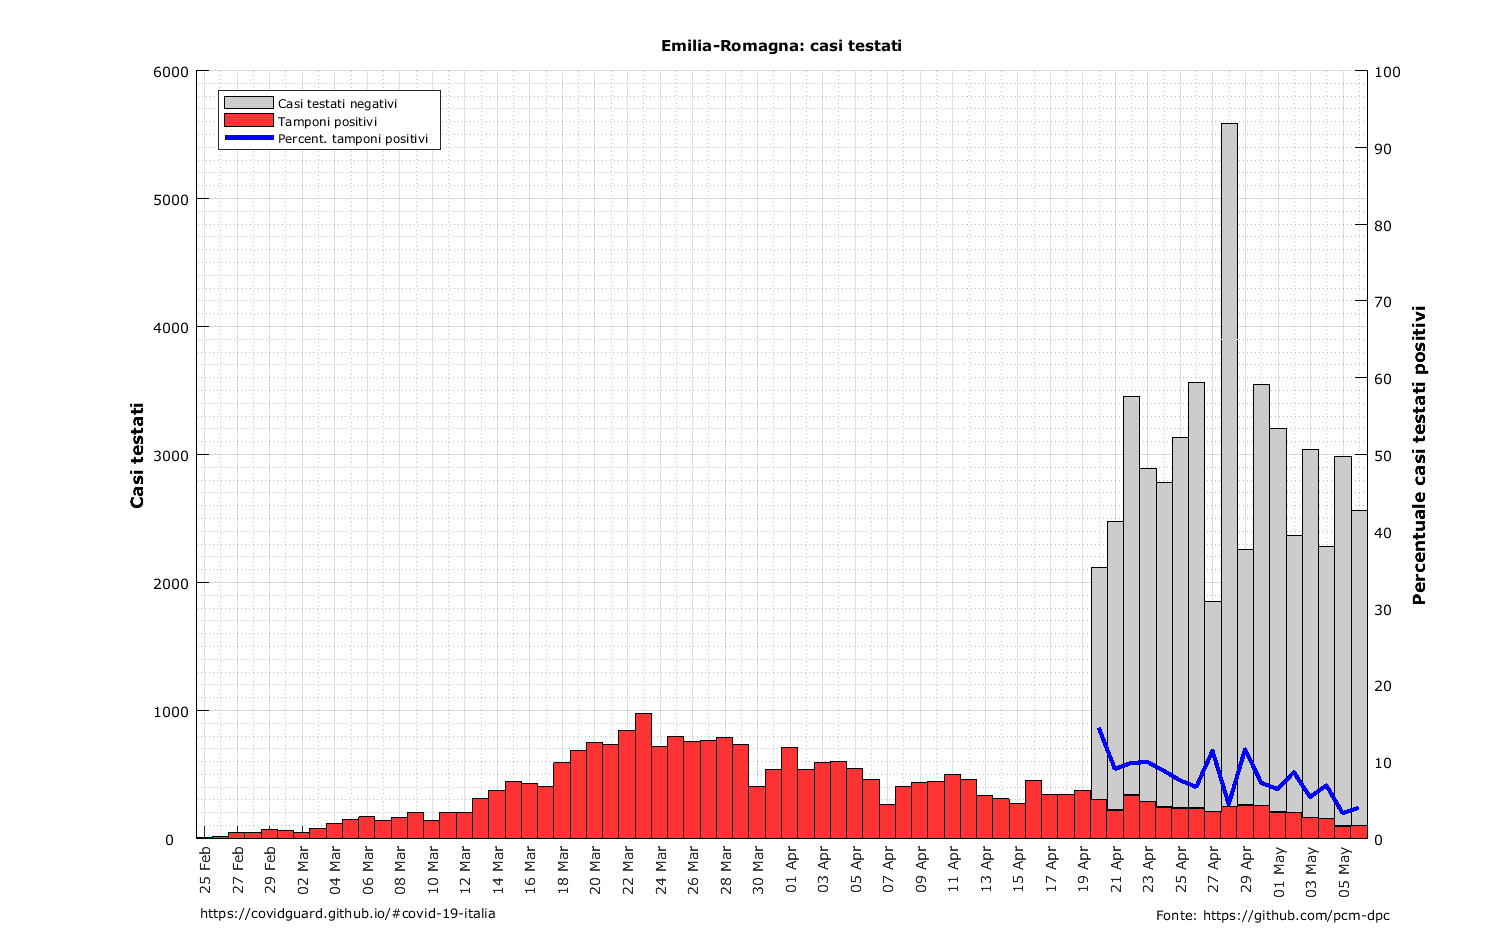 Emilia-Romagna: casi testati
Casi testati negativi
Tamponi positivi
Percent. tamponi positivi
Casi testati
6000
5000
4000
3000
2000
1000
0
100
90
80
70
60
50
40
30
20
10
0
Percentuale casi testati positivi
25 Feb
27 Feb
29 Feb
02 Mar
04 Mar
06 Mar
08 Mar
10 Mar
12 Mar
14 Mar
16 Mar
18 Mar
20 Mar
22 Mar
24 Mar
26 Mar
28 Mar
30 Mar
01 Apr
03 Apr
05 Apr
07 Apr
09 Apr
11 Apr
13 Apr
15 Apr
17 Apr
19 Apr
21 Apr
23 Apr
25 Apr
27 Apr
29 Apr
01 May
03 May
05 May
https://covidguard.github.io/#covid-19-italia
Fonte: https://github.com/pcm-dpc